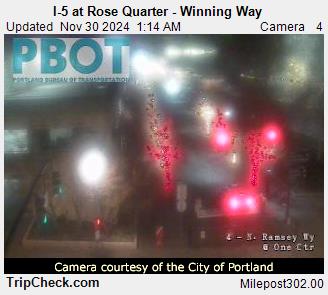 I-5 at Rose Quarter - Winning Way
Updated Nov 30 2024 1:14 AM Camera 4
PBOT
PORTLAND BUREAU OF TRANSPORTATION
4 - N. Ramsey Wy
@ One Ctr
Camera courtesy of the City of Portland
TripCheck.com Milepost302.00